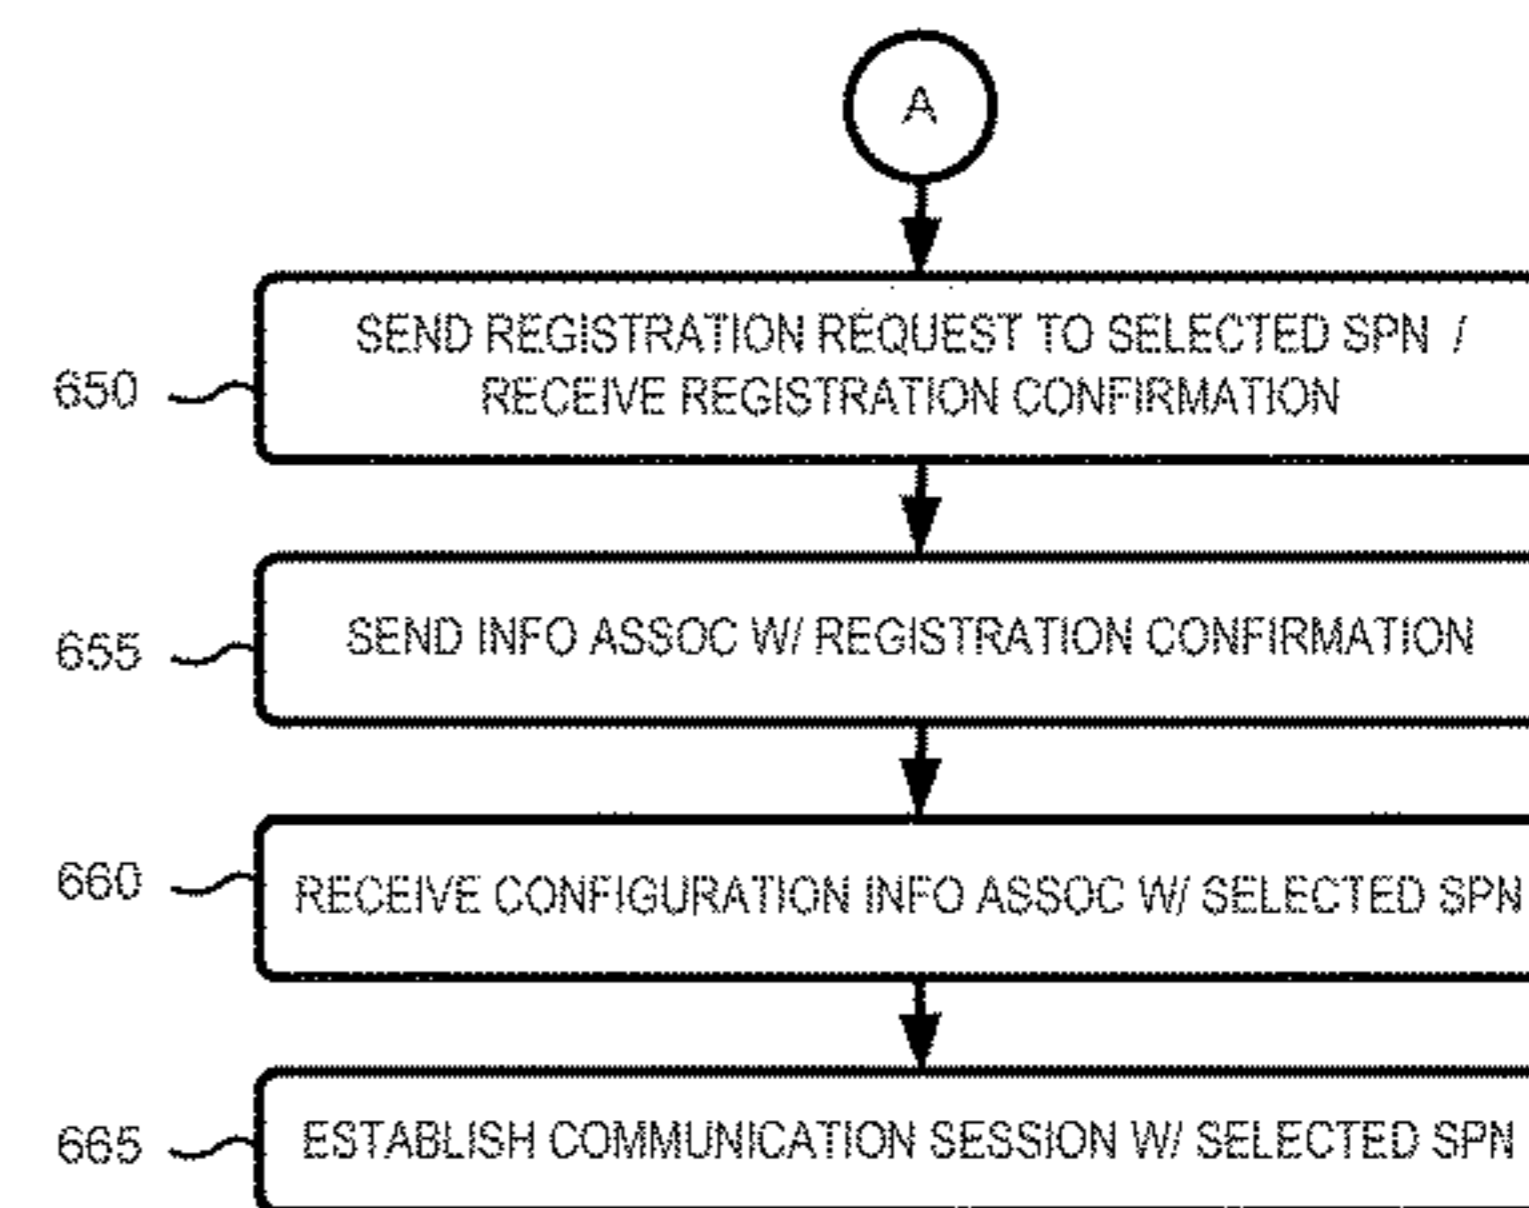 A
SEND REGISTRATION REQUEST TO SELECTED SPN /
RECEIVE REGISTRATION CONFIRMATION
650
SEND INFO ASSOC W/ REGISTRATION CONFIRMATION
655
RECEIVE CONFIGURATION INFO ASSOC W/ SELECTED SPN
660
ESTABLISH COMMUNICATION SESSION W/ SELECTED SPN
665